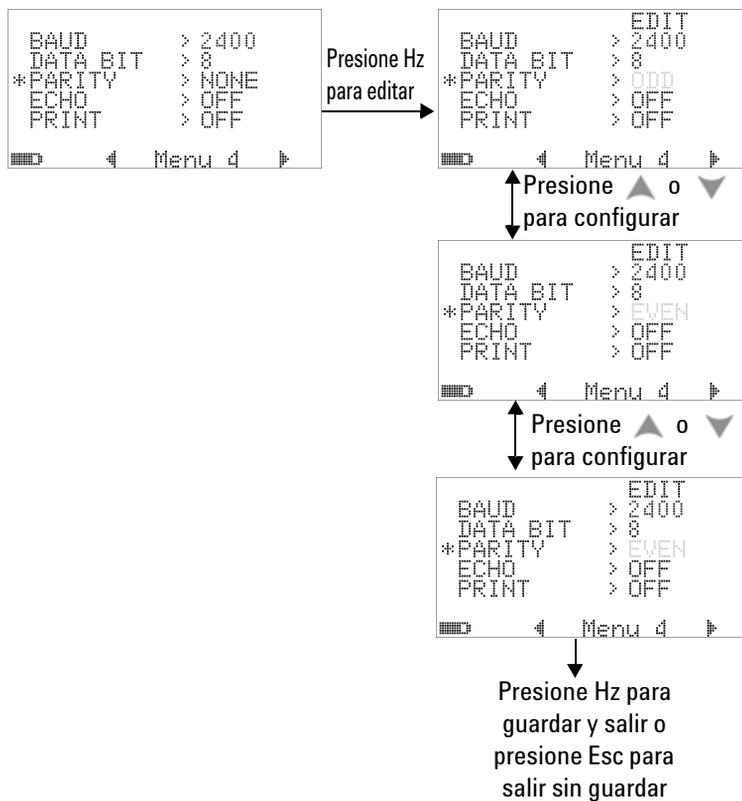 BAUD > 2400
DATA BIT > 8
*PARITY > NONE
ECHO > OFF
PRINT > OFF
Menu 4
Presione Hz
para editar
EDIT
BAUD > 2400
DATA BIT > 8
*PARITY > ODD
ECHO > OFF
PRINT > OFF
Menu 4
Presione o
para configurar
EDIT
BAUD > 2400
DATA BIT > 8
*PARITY > EVEN
ECHO > OFF
PRINT > OFF
Menu 4
Presione o
para configurar
EDIT
BAUD > 2400
DATA BIT > 8
*PARITY > EVEN
ECHO > OFF
PRINT > OFF
Menu 4
Presione Hz para
guardar y salir o
presione Esc para
salir sin guardar